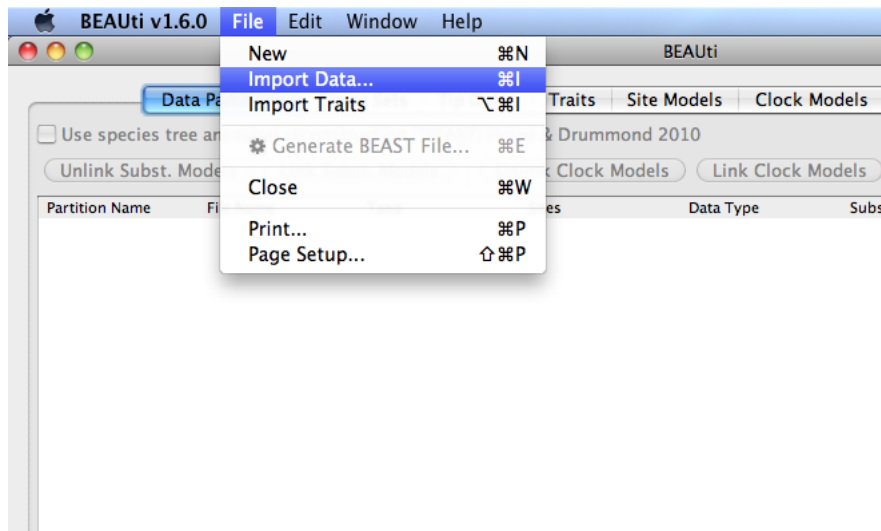 BEAUti v1.6.0 File Edit Window Help
BEAUti
New ⌘N
Import Data... ⌘I
Import Traits ⌥⌘I
Generate BEAST File... ⌘E
Close ⌘W
Print... ⌘P
Page Setup... ⇧⌘P
Data Traits Site Models Clock Models
Use species tree & Drummond 2010
Unlink Subst. Clock Models Link Clock Models
Partition Name Data Type